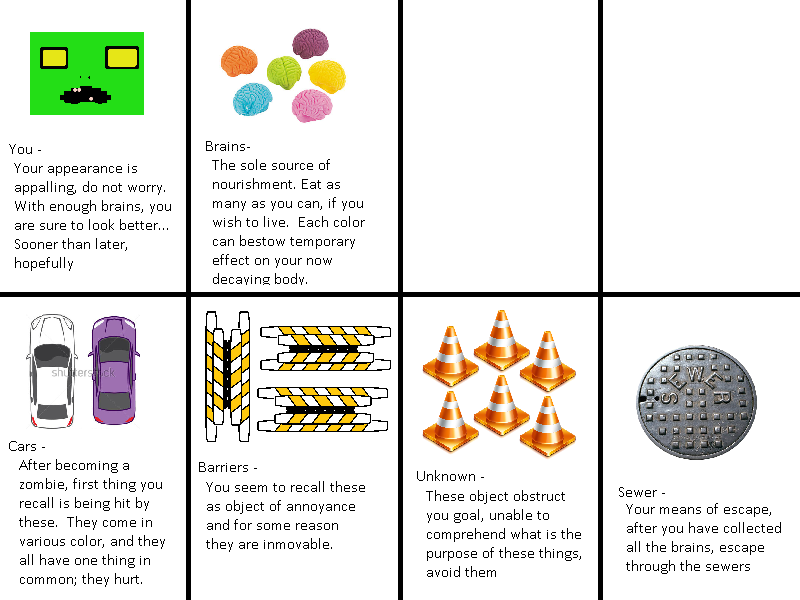 You -
Your appearance is
appalling, do not worry.
With enough brains, you
are sure to look better...
Sooner than later,
hopefully
Brains-
The sole source of
nourishment. Eat as
many as you can, if you
wish to live. Each color
can bestow temporary
effect on your now
decaying body.
shutterstock
Cars -
After becoming a
zombie, first thing you
recall is being hit by
these. They come in
various color, and they
all have one thing in
common; they hurt.
Barriers -
You seem to recall these
as object of annoyance
and for some reason
they are inmovable.
Unknown -
These object obstruct
you goal, unable to
comprehend what is the
purpose of these things,
avoid them
SEWER
Sewer -
Your means of escape,
after you have collected
all the brains, escape
through the sewers